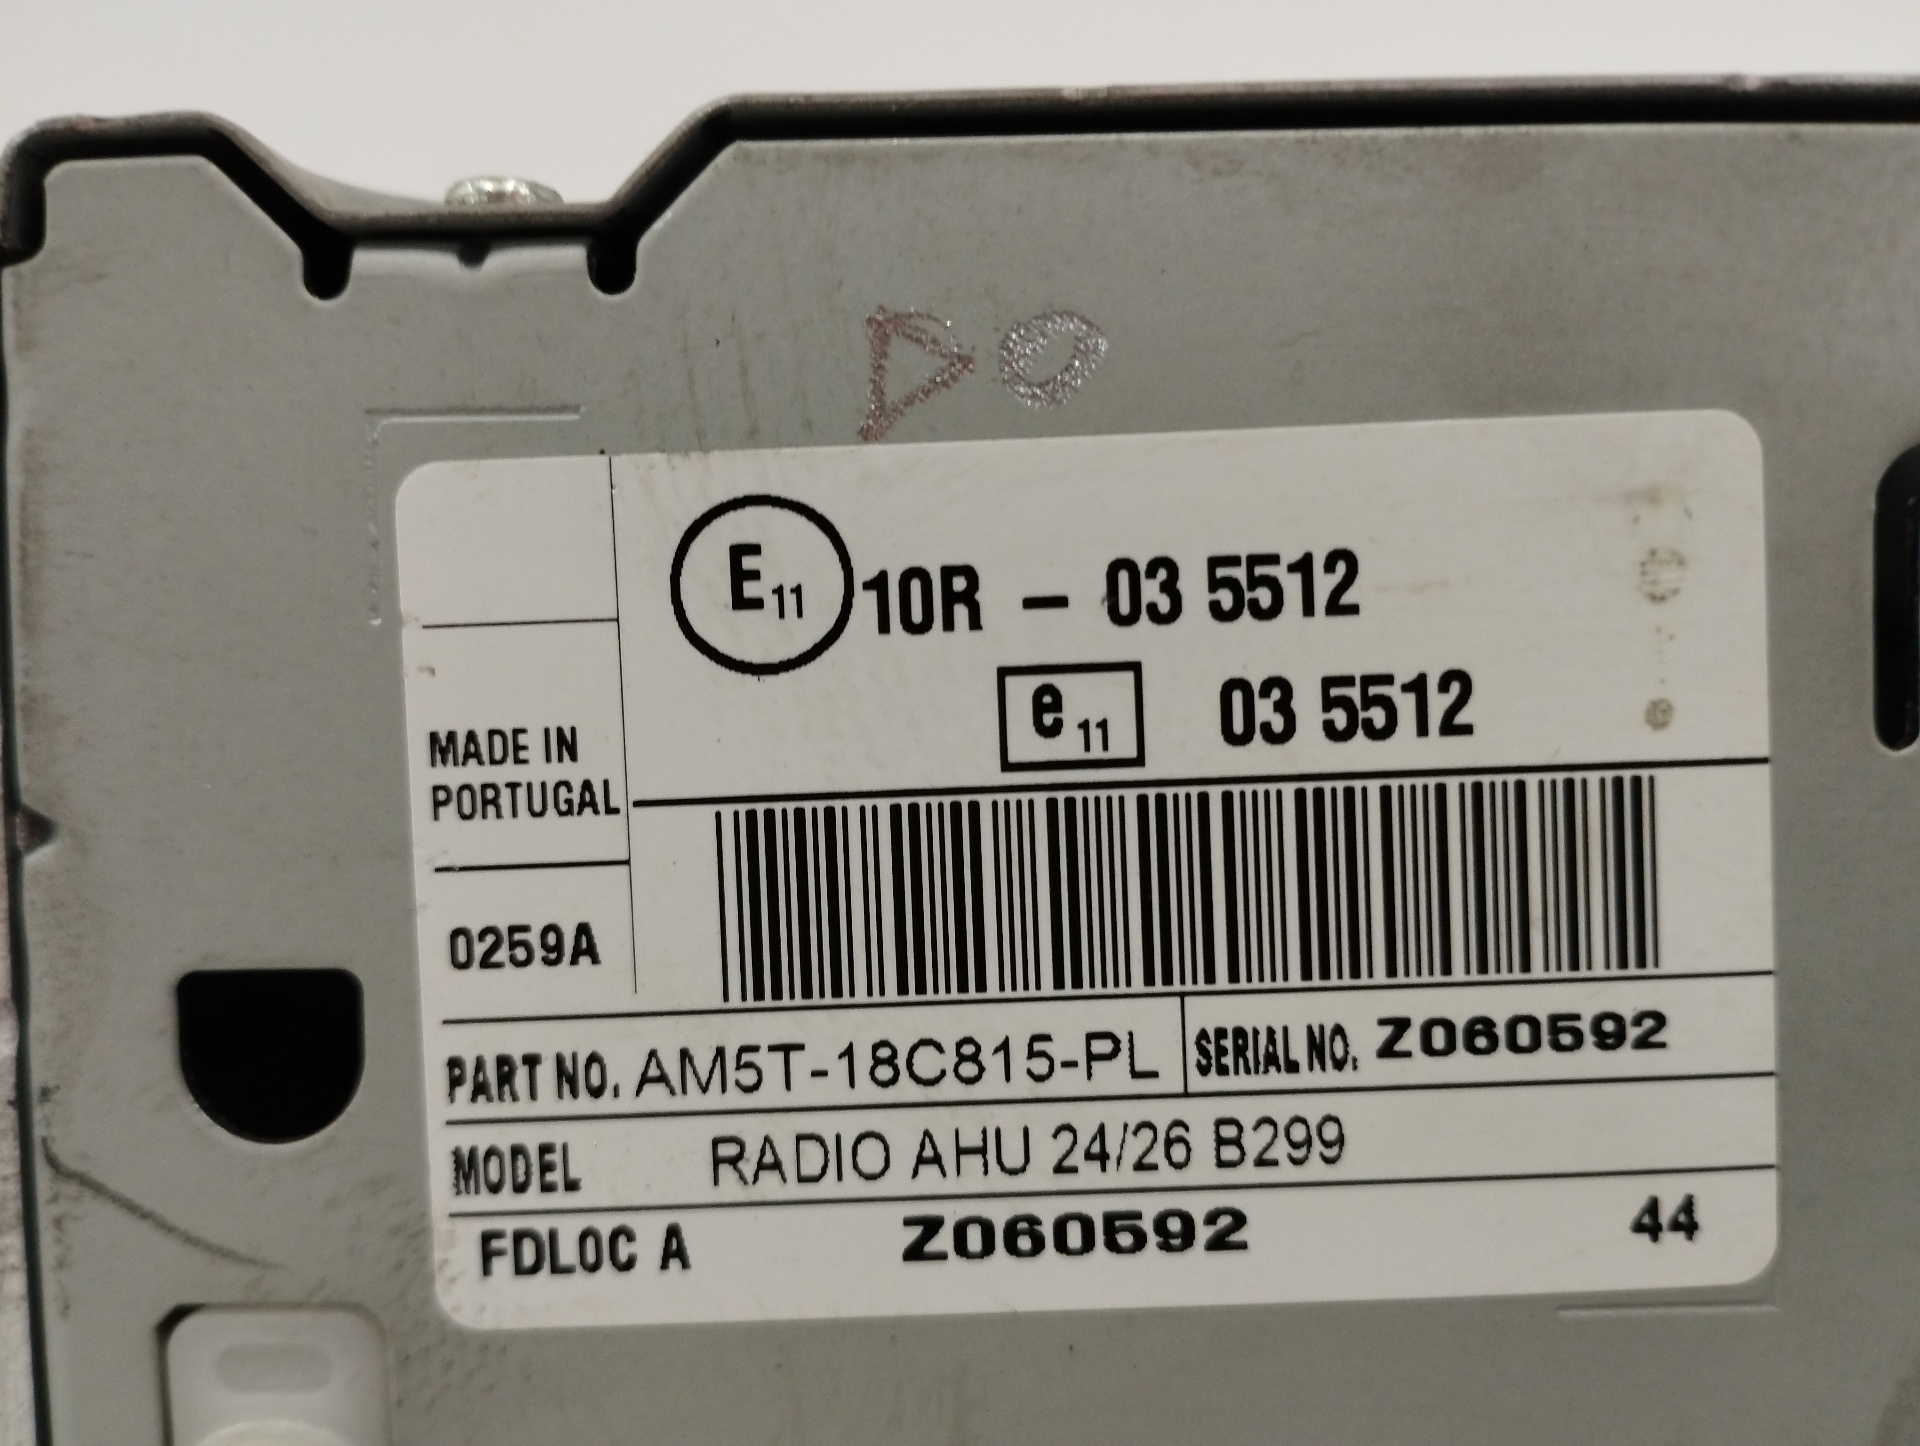 DO
E11 10R - 03 5512
e11 03 5512
MADE IN
PORTUGAL
0259A
PART NO. AM5T-18C815-PL SERIAL NO. Z060592
MODEL RADIO AHU 24/26 B299
FDLOC A Z060592 44